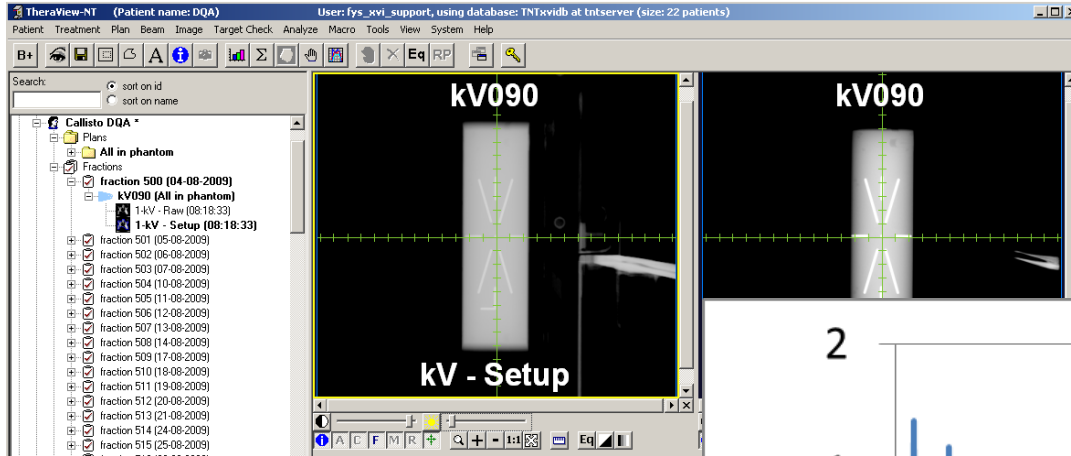 TheraView-NT (Patient name: DQA) User: fys_xvi_support, using database: TNTxvidb at tntserver (size: 22 patients)
Patient Treatment Plan Beam Image Target Check Analyze Macro Tools View System Help
B+ A Σ Eq RP
Search:
sort on id
sort on name
Callisto DQA *
Plans
All in phantom
Fractions
fraction 500 (04-08-2009)
kV090 (All in phantom)
1-kV - Raw (08:18:33)
1-kV - Setup (08:18:33)
fraction 501 (05-08-2009)
fraction 502 (06-08-2009)
fraction 503 (07-08-2009)
fraction 504 (10-08-2009)
fraction 505 (11-08-2009)
fraction 506 (12-08-2009)
fraction 507 (13-08-2009)
fraction 508 (14-08-2009)
fraction 509 (17-08-2009)
fraction 510 (18-08-2009)
fraction 511 (19-08-2009)
fraction 512 (20-08-2009)
fraction 513 (21-08-2009)
fraction 514 (24-08-2009)
fraction 515 (25-08-2009)
kV090
kV - Setup
A C F M R 1:1 Eq
kV090
2